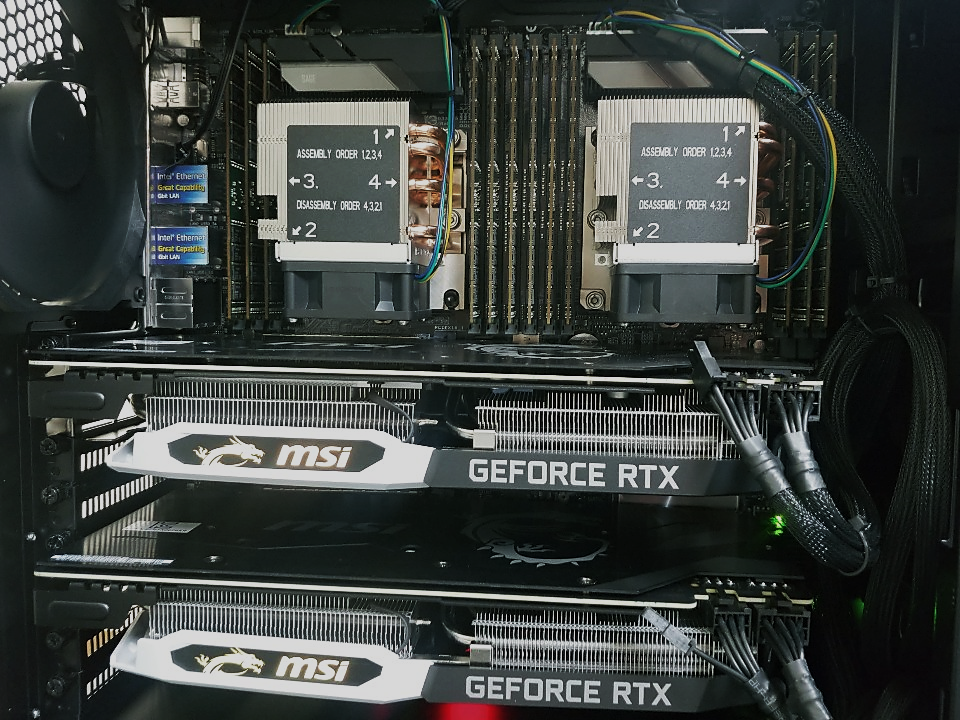 SAGE
1
ASSEMBLY ORDER 1,2,3,4
3. 4
DISASSEMBLY ORDER 4,3,2,1
2
1
ASSEMBLY ORDER 1,2,3,4
3. 4
DISASSEMBLY ORDER 4,3,2,1
2
Intel® Ethernet
Great Capability
Gbit LAN
Intel® Ethernet
Great Capability
Gbit LAN
msi
GEFORCE RTX
msi
msi
GEFORCE RTX